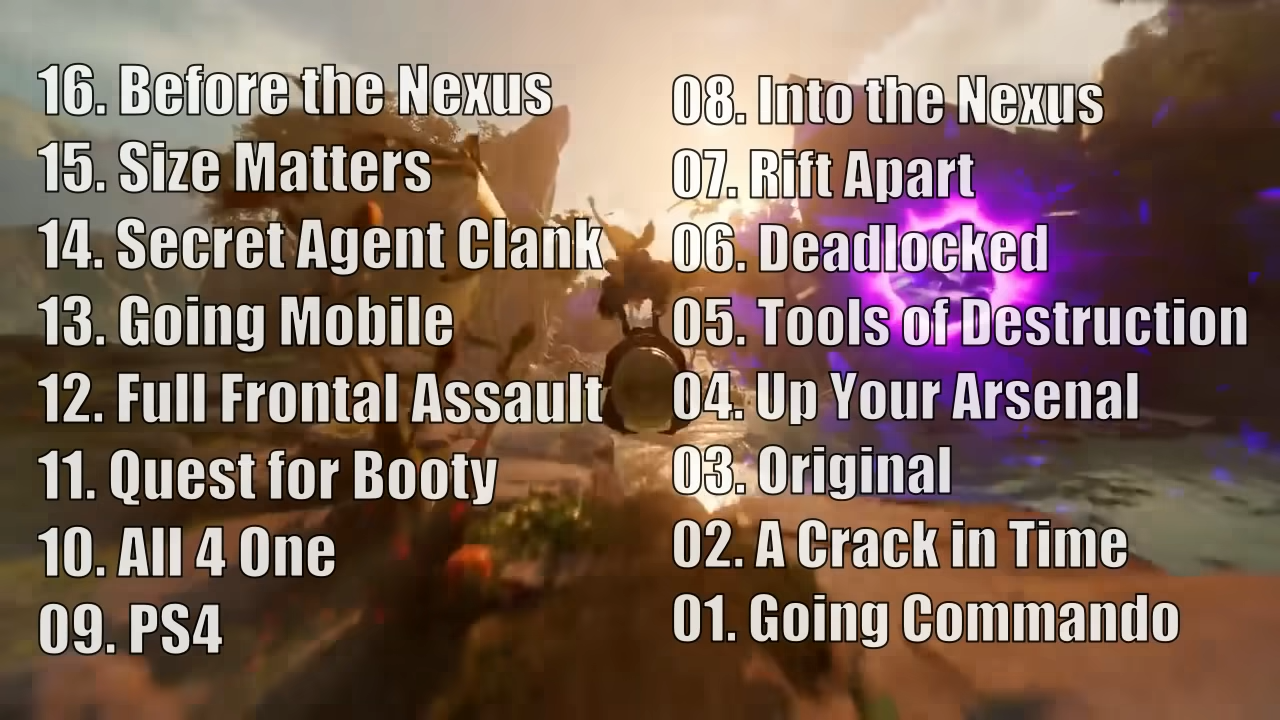 16. Before the Nexus
15. Size Matters
14. Secret Agent Clank
13. Going Mobile
12. Full Frontal Assault
11. Quest for Booty
10. All 4 One
09. PS4
08. Into the Nexus
07. Rift Apart
06. Deadlocked
05. Tools of Destruction
04. Up Your Arsenal
03. Original
02. A Crack in Time
01. Going Commando